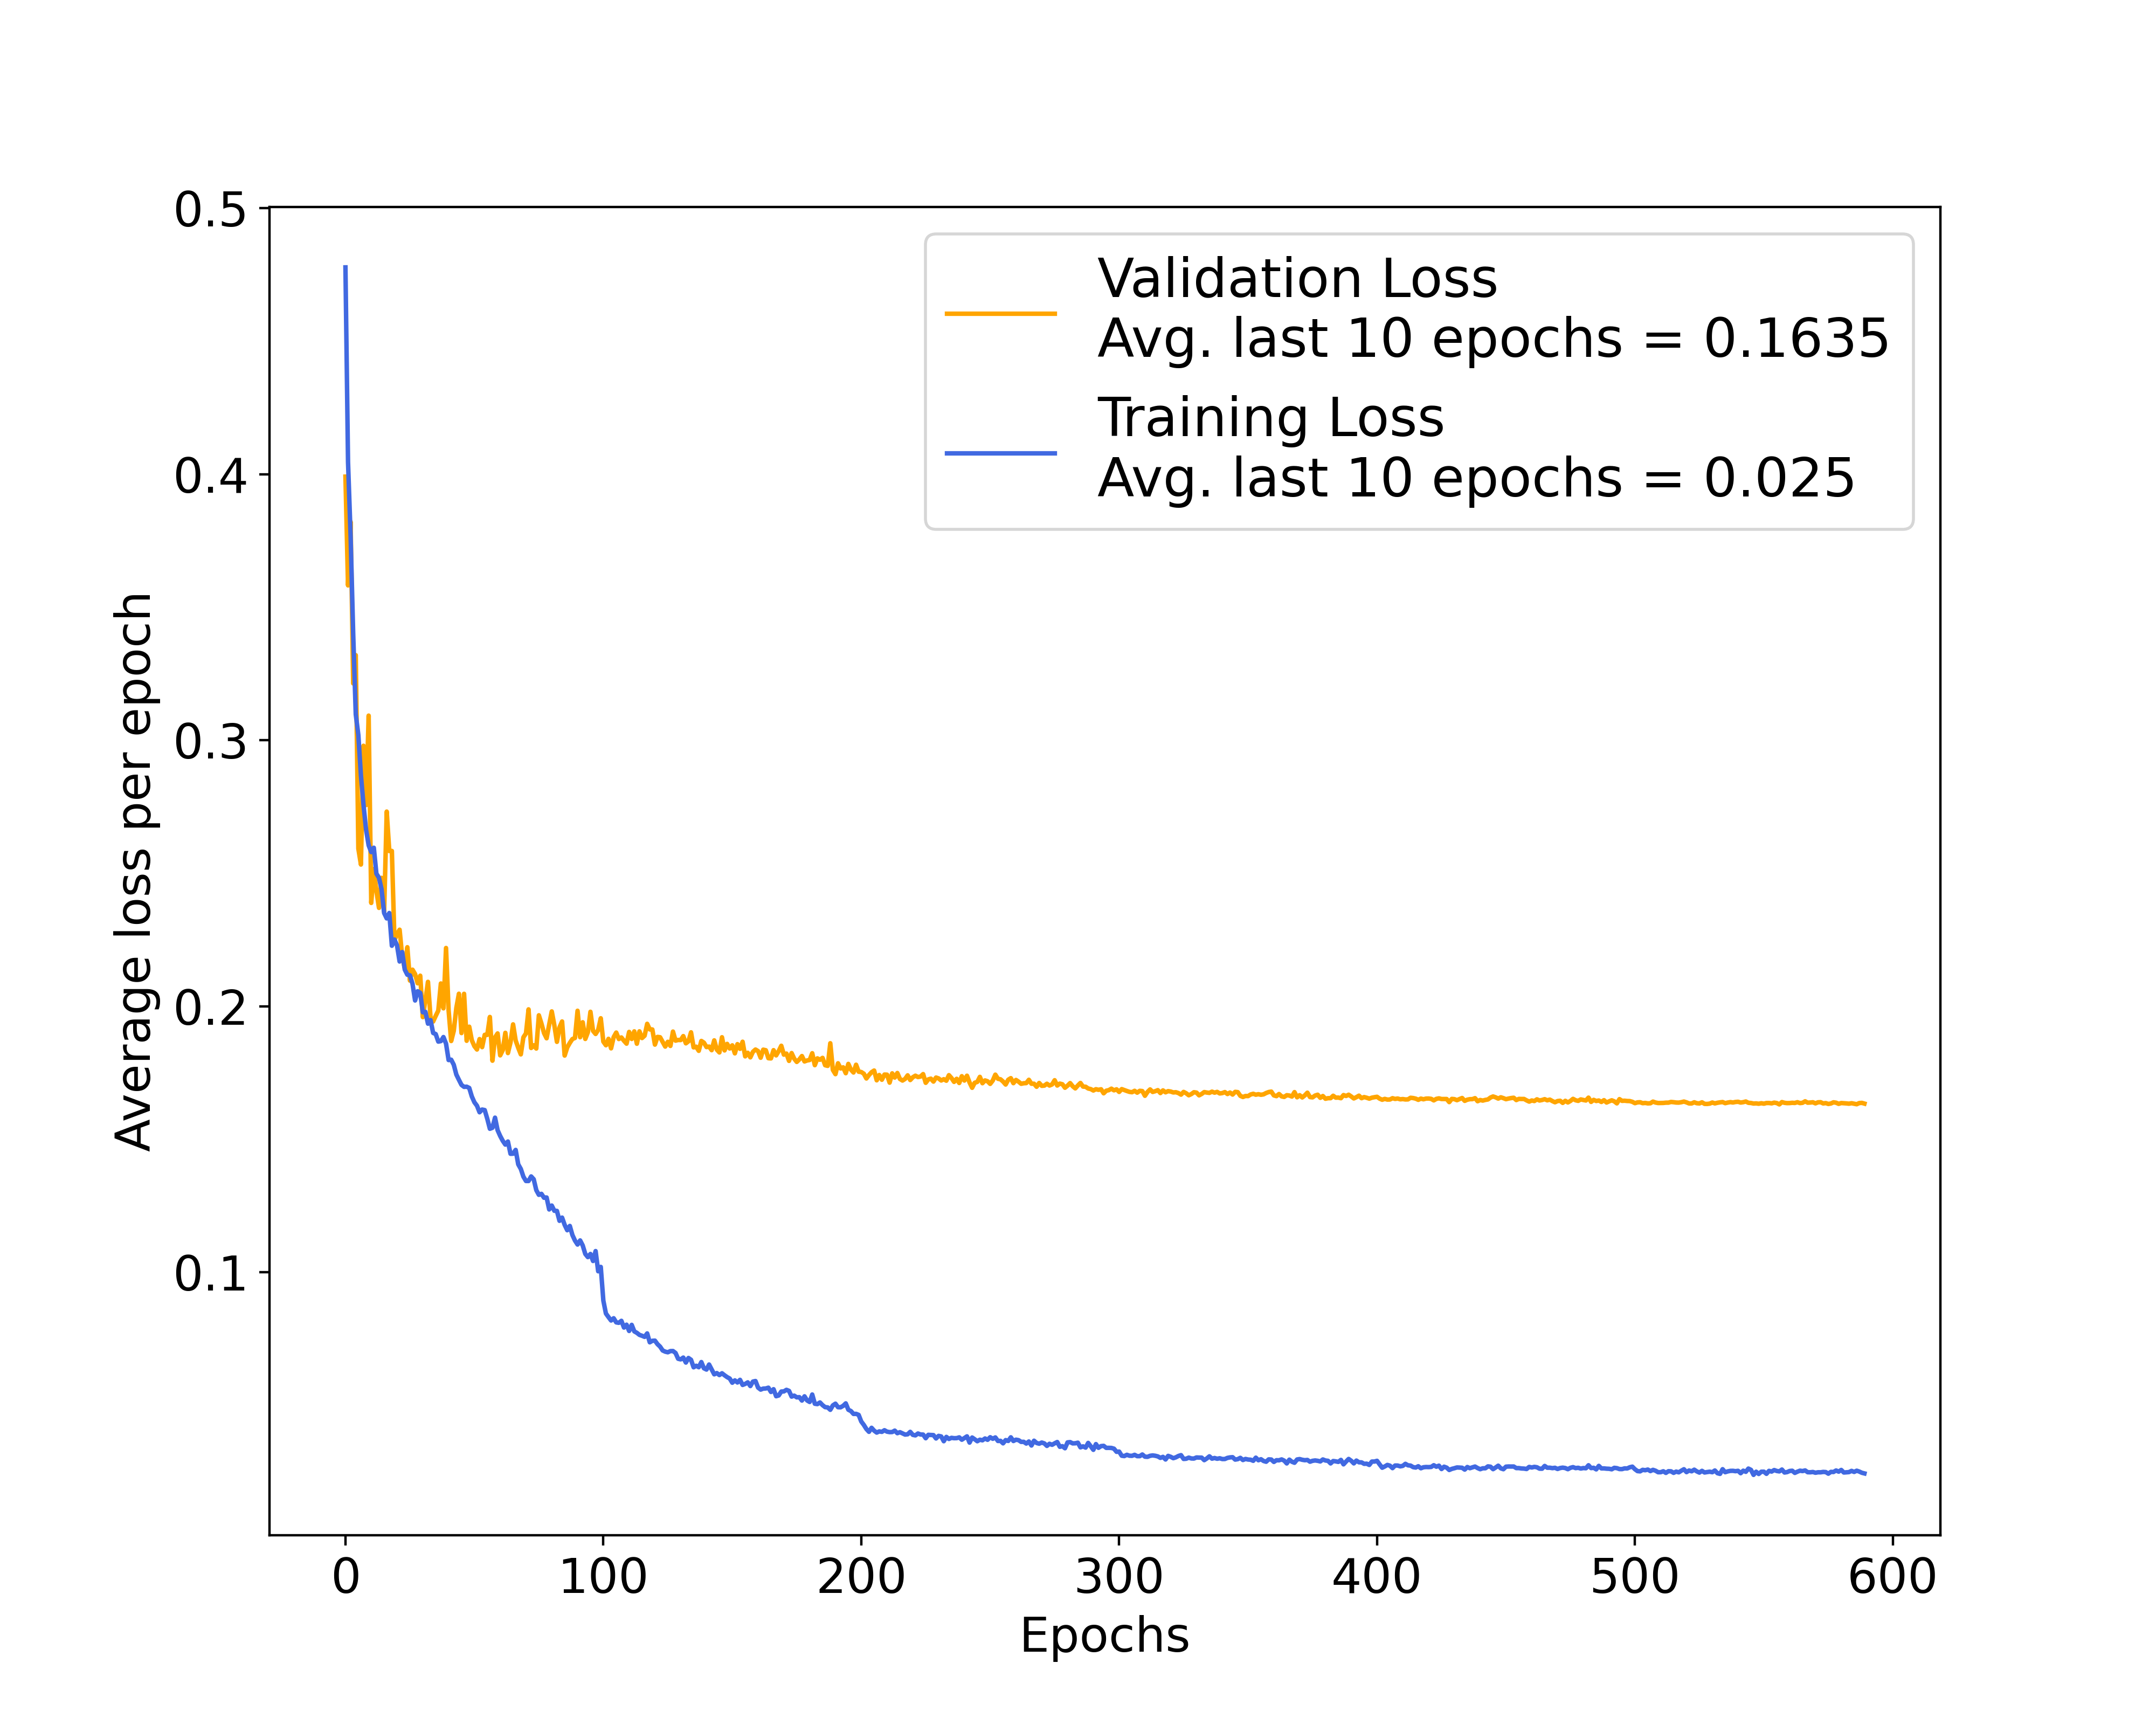 0.5
0.4
0.3
0.2
0.1
Average loss per epoch
Validation Loss
Avg. last 10 epochs = 0.1635
Training Loss
Avg. last 10 epochs = 0.025
0 100 200 300 400 500 600
Epochs